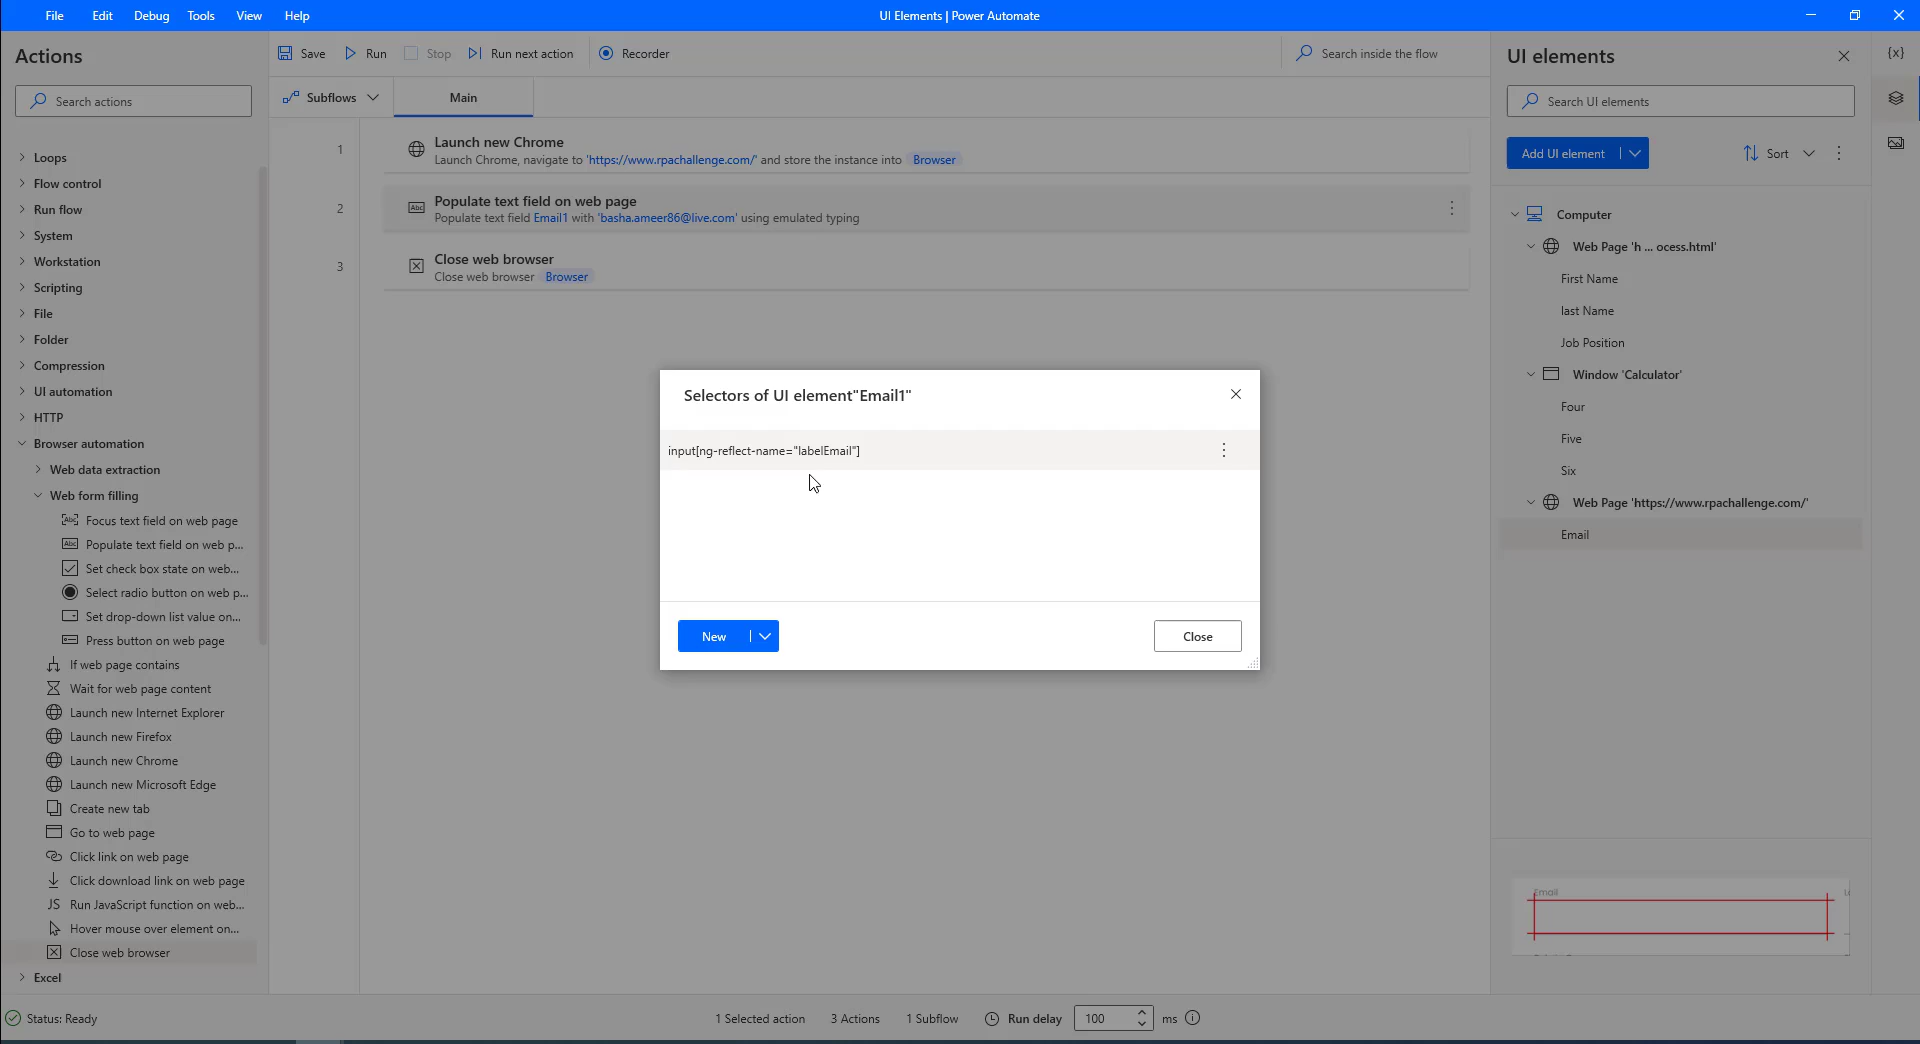 File Edit Debug Tools View Help
UI Elements | Power Automate
Actions
Search actions
Loops
Flow control
Run flow
System
Workstation
Scripting
File
Folder
Compression
UI automation
HTTP
Browser automation
Web data extraction
Web form filling
Focus text field on web page
Populate text field on web p...
Set check box state on web...
Select radio button on web p...
Set drop-down list value on...
Press button on web page
If web page contains
Wait for web page content
Launch new Internet Explorer
Launch new Firefox
Launch new Chrome
Launch new Microsoft Edge
Create new tab
Go to web page
Click link on web page
Click download link on web page
JS Run JavaScript function on web...
Hover mouse over element on...
Close web browser
Excel
Save Run Stop Run next action Recorder
Search inside the flow
Subflows Main
1 Launch new Chrome
Launch Chrome, navigate to 'https://www.rpachallenge.com/' and store the instance into Browser
2 Abc Populate text field on web page
Populate text field Email1 with 'basha.ameer86@live.com' using emulated typing
3 Close web browser
Close web browser Browser
Selectors of UI element"Email1"
input[ng-reflect-name="labelEmail"]
New
Close
UI elements
{x}
Search UI elements
Add UI element
Sort
Computer
Web Page 'h ... ocess.html'
First Name
last Name
Job Position
Window 'Calculator'
Four
Five
Six
Web Page 'https://www.rpachallenge.com/'
Email
Email
Status: Ready
1 Selected action 3 Actions 1 Subflow Run delay 100 ms